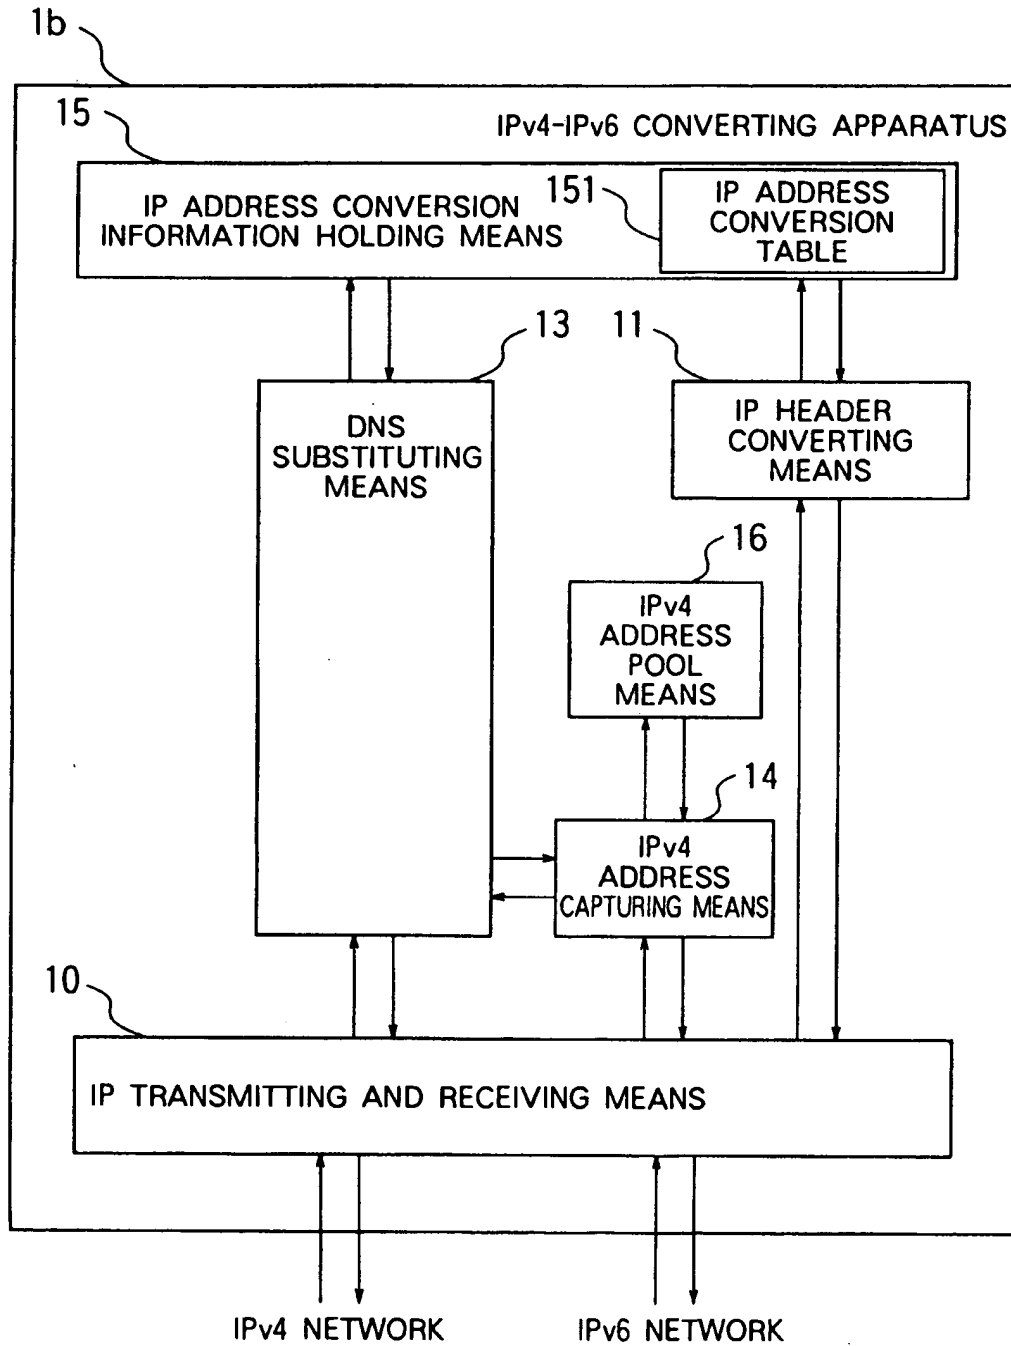 1b
15
IPv4-IPv6 CONVERTING APPARATUS
IP ADDRESS CONVERSION
INFORMATION HOLDING MEANS
151
IP ADDRESS
CONVERSION
TABLE
13
11
DNS
SUBSTITUTING
MEANS
IP HEADER
CONVERTING
MEANS
16
IPv4
ADDRESS
POOL
MEANS
14
IPv4
ADDRESS
CAPTURING MEANS
10
IP TRANSMITTING AND RECEIVING MEANS
IPv4 NETWORK
IPv6 NETWORK